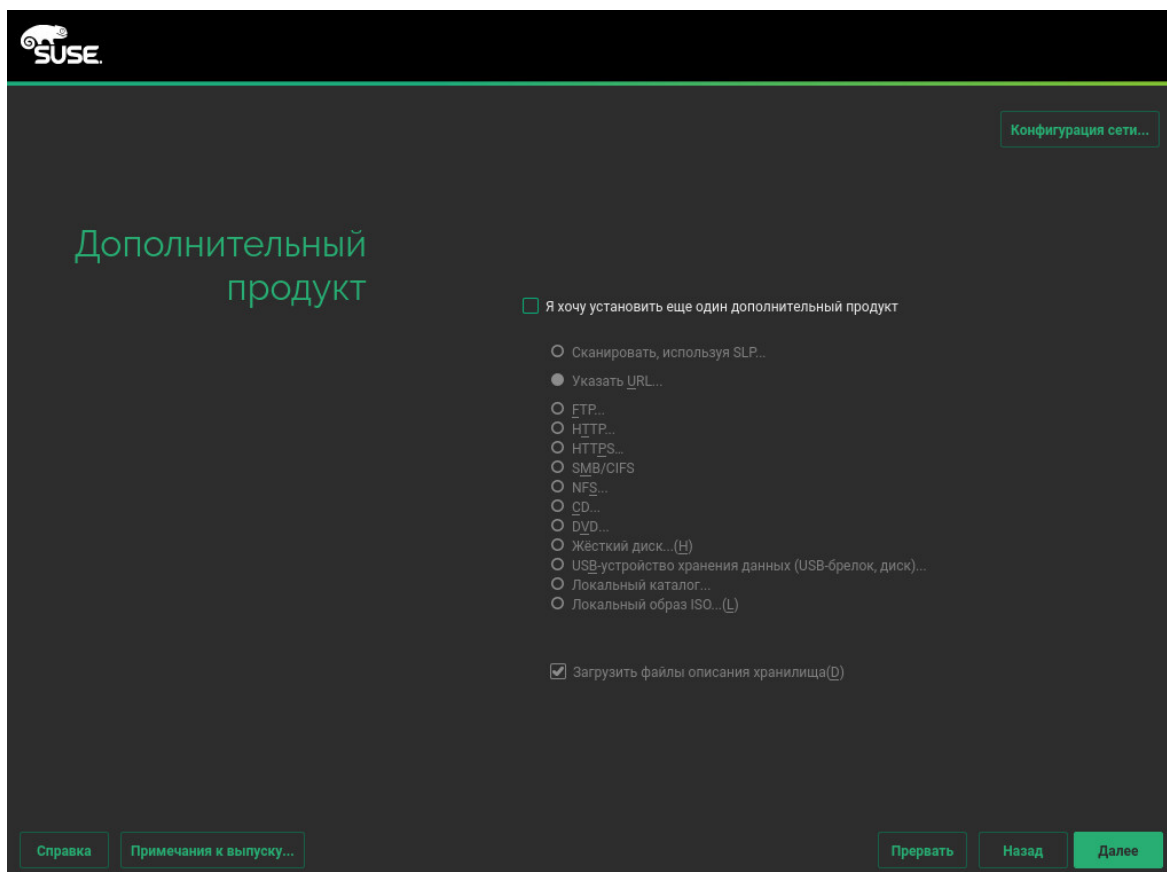 SUSE.
Конфигурация сети...
Дополнительный
продукт
Я хочу установить еще один дополнительный продукт
Сканировать, используя SLP...
Указать URL...
FTP...
HTTP...
HTTPS...
SMB/CIFS
NFS...
CD...
DVD...
Жёсткий диск...(H)
USB-устройство хранения данных (USB-брелок, диск)...
Локальный каталог...
Локальный образ ISO...(L)
Загрузить файлы описания хранилища(D)
Справка Примечания к выпуску... Прервать Назад Далее